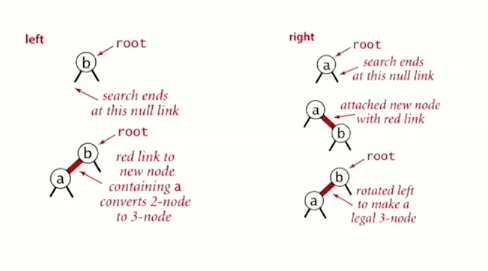 left
root
b
search ends
at this null link
root
b
a
red link to
new node
containing a
converts 2-node
to 3-node
right
root
a
search ends
at this null link
a
attached new node
with red link
b
root
b
a
rotated left
to make a
legal 3-node